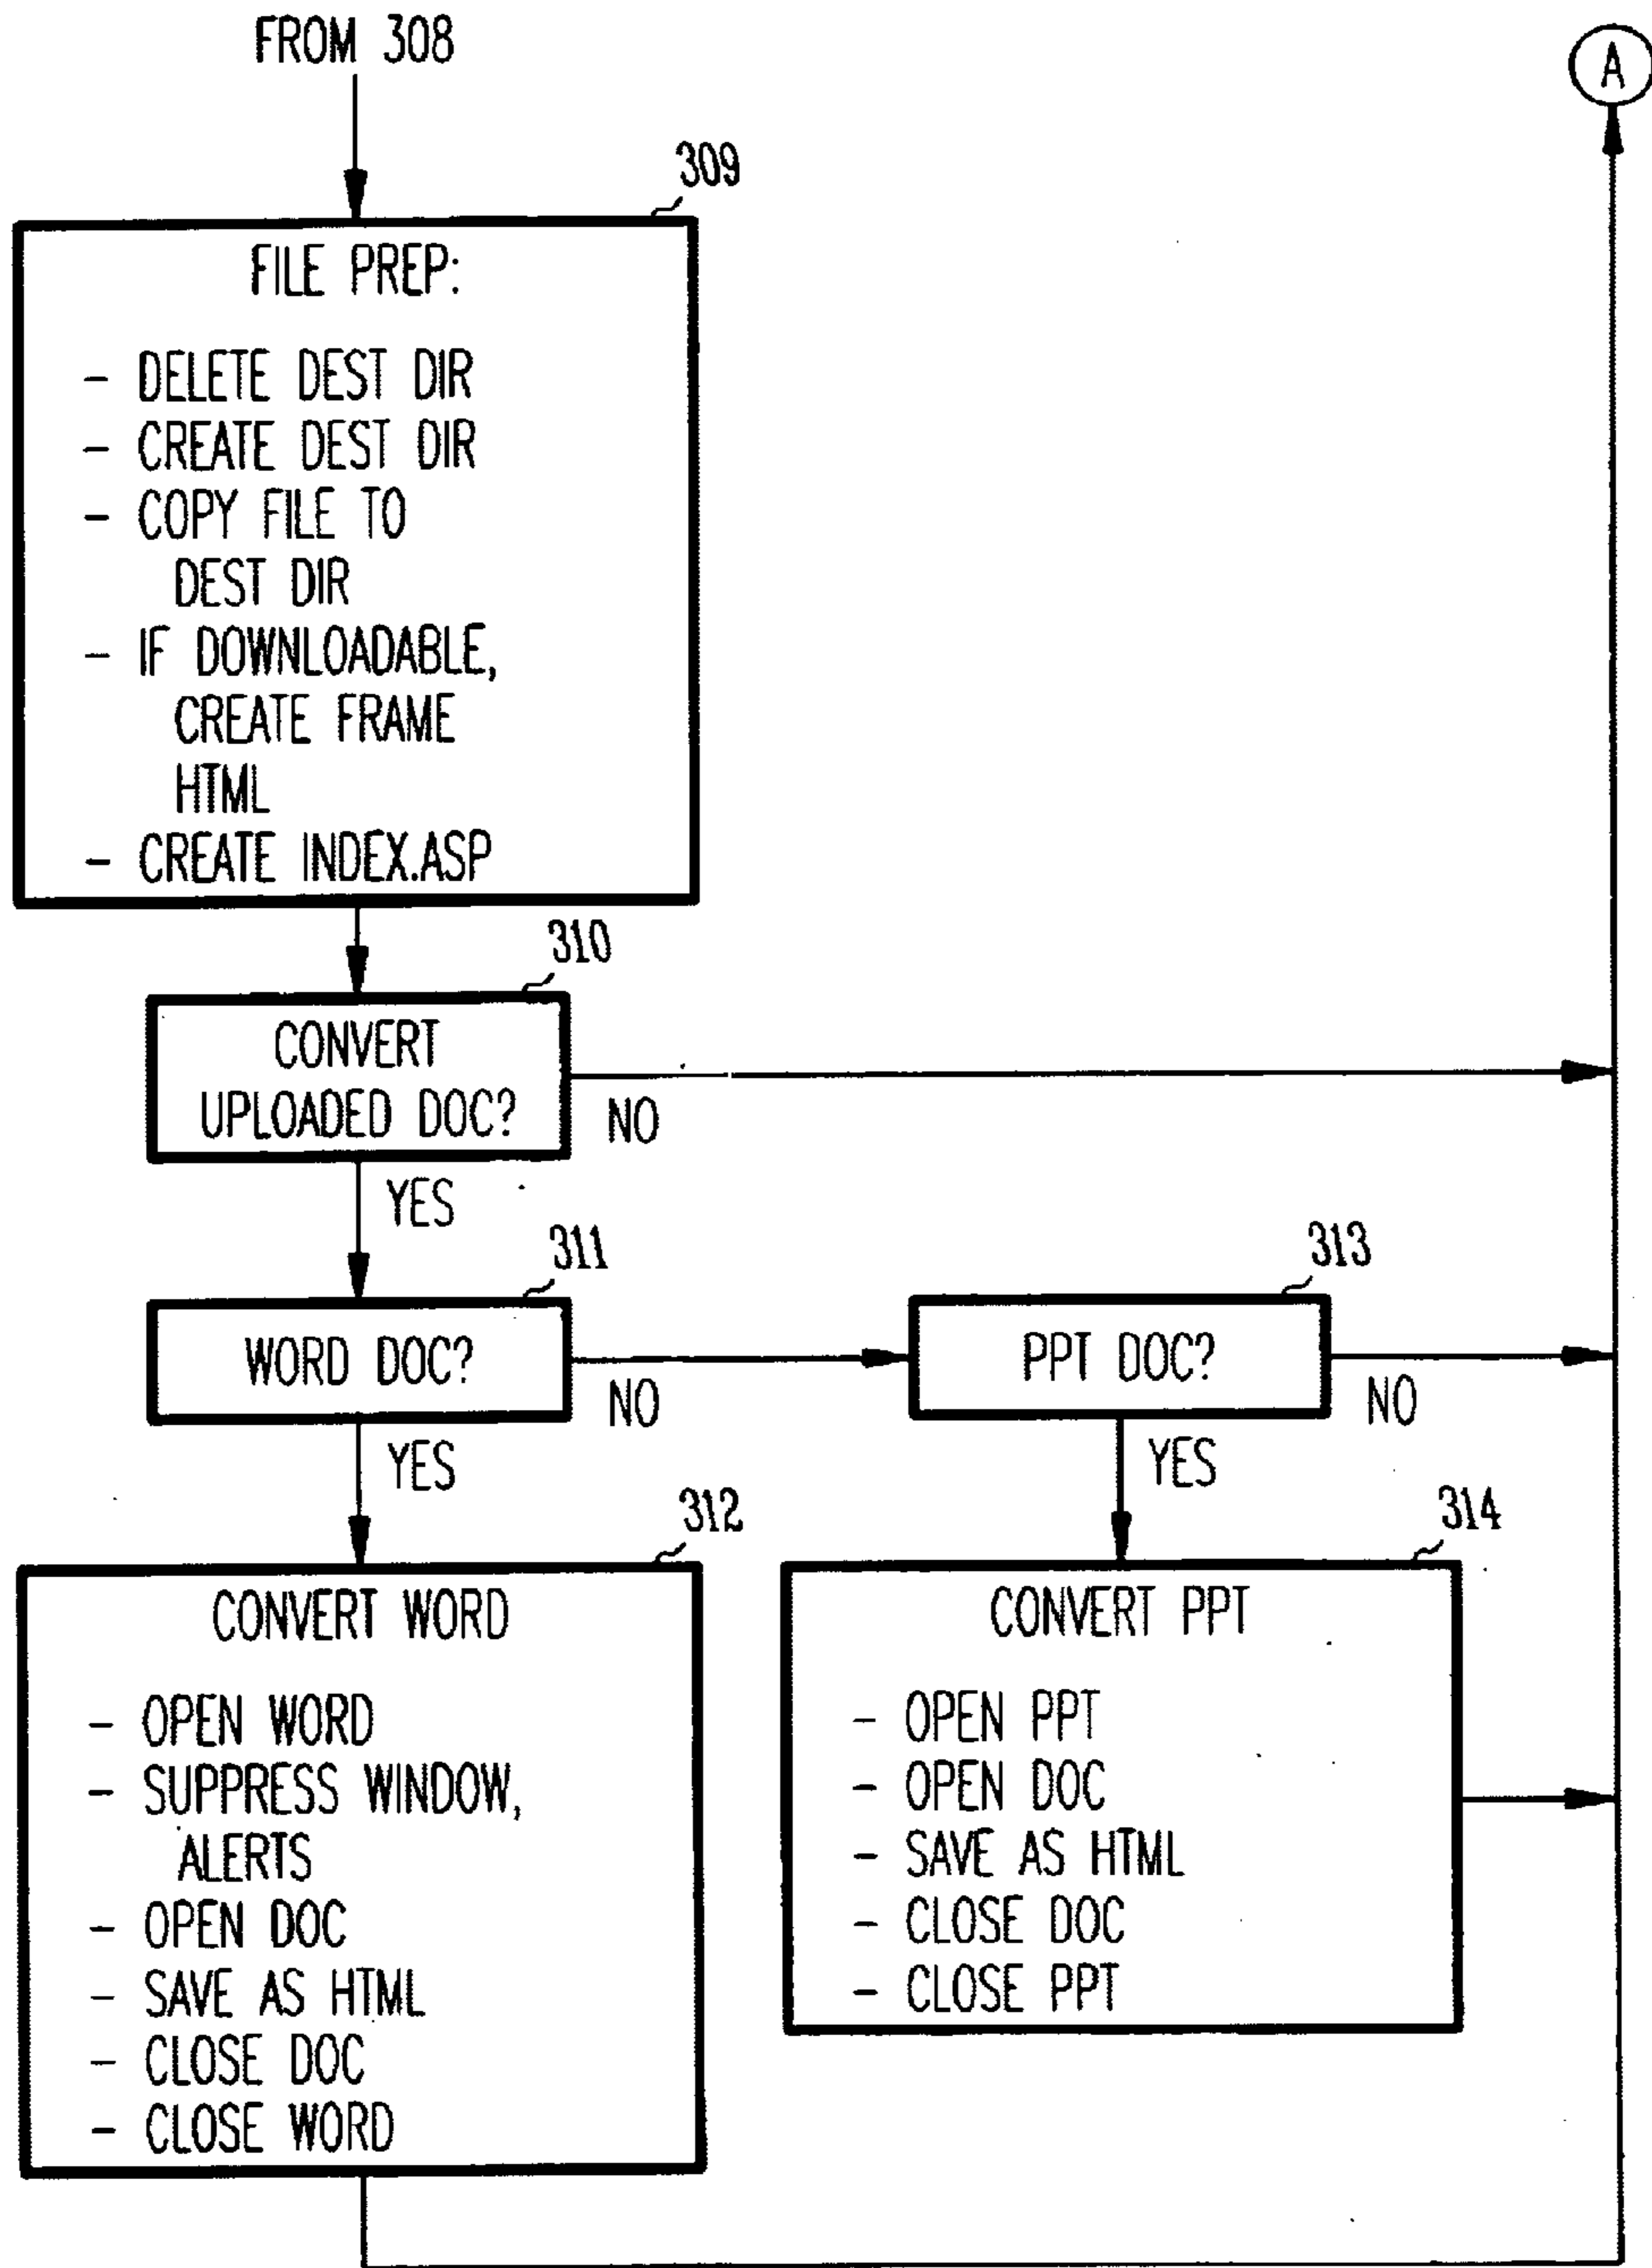 FROM 308
A
309
FILE PREP:
- DELETE DEST DIR
- CREATE DEST DIR
- COPY FILE TO
DEST DIR
- IF DOWNLOADABLE,
CREATE FRAME
HTML
- CREATE INDEX.ASP
310
CONVERT
UPLOADED DOC?
NO
YES
311
WORD DOC?
NO
YES
313
PPT DOC?
NO
YES
312
CONVERT WORD
- OPEN WORD
- SUPPRESS WINDOW,
ALERTS
- OPEN DOC
- SAVE AS HTML
- CLOSE DOC
- CLOSE WORD
314
CONVERT PPT
- OPEN PPT
- OPEN DOC
- SAVE AS HTML
- CLOSE DOC
- CLOSE PPT